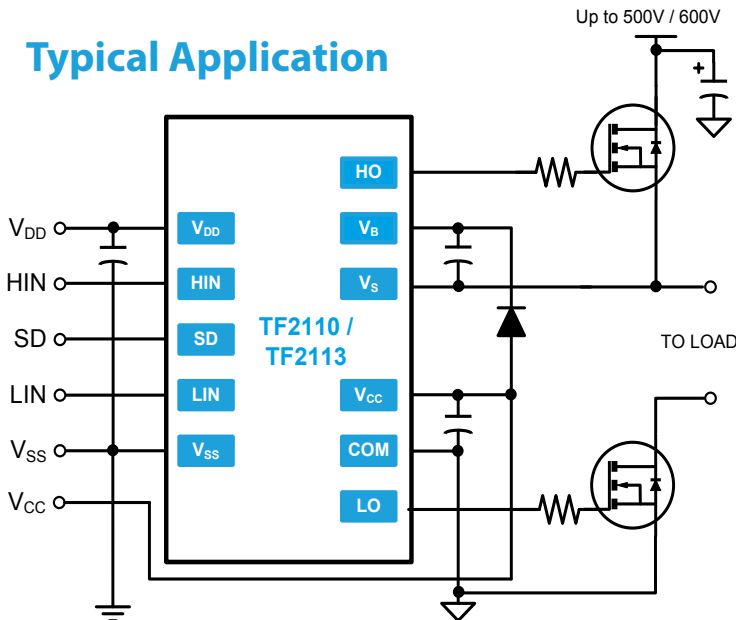 Up to 500V / 600V
Typical Application
+
HO
VDD
VDD
VB
HIN
HIN
VS
TF2110 /
TF2113
SD
SD
TO LOAD
LIN
LIN
VCC
VSS
VSS
COM
VCC
LO